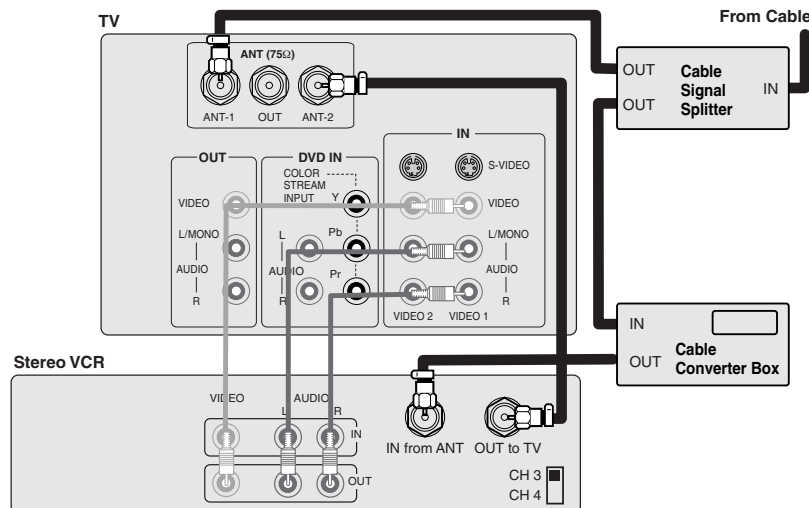 TV
From Cable
ANT (75Ω)
ANT-1 OUT ANT-2
OUT Cable Signal Splitter IN
OUT
IN
OUT
DVD IN
S-VIDEO
COLOR STREAM INPUT
Y
VIDEO
VIDEO
L/MONO
L
Pb
L/MONO
AUDIO
AUDIO
AUDIO
R
R
Pr
R
VIDEO 2 VIDEO 1
IN
OUT
Cable Converter Box
Stereo VCR
VIDEO AUDIO
L R
IN
IN from ANT OUT to TV
OUT
CH 3
CH 4